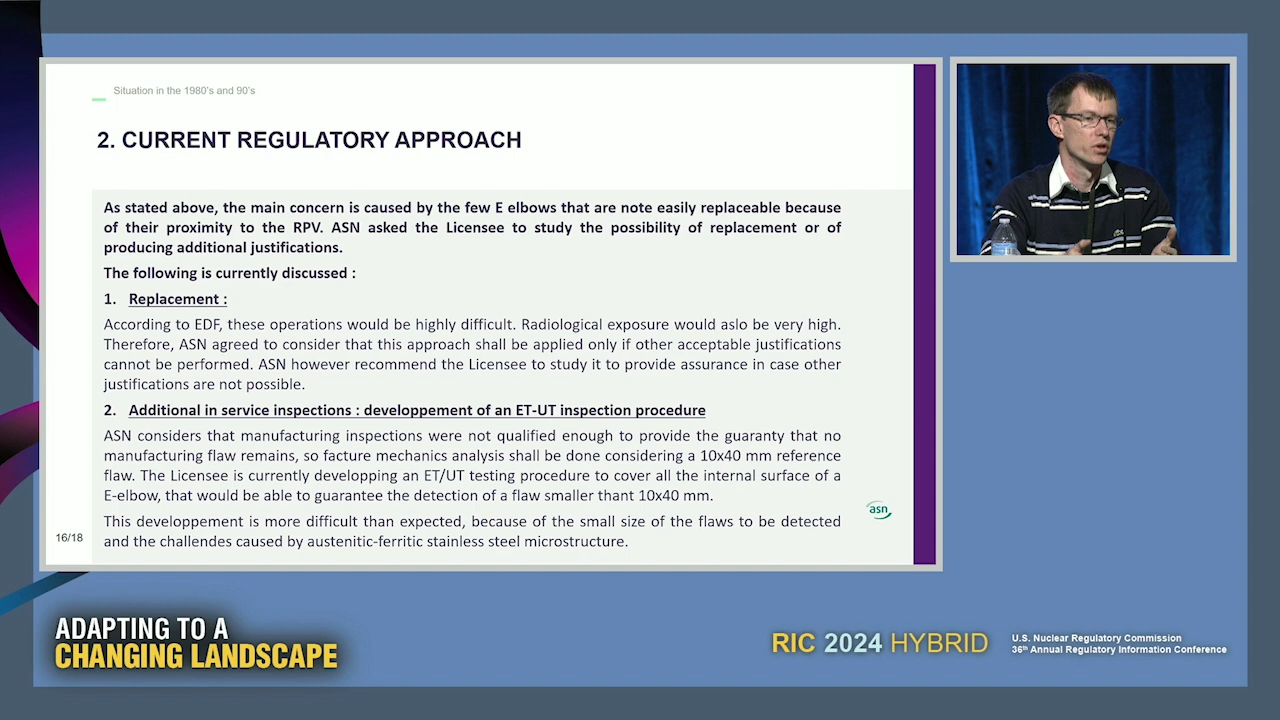 Situation in the 1980's and 90's
2. CURRENT REGULATORY APPROACH
As stated above, the main concern is caused by the few E elbows that are note easily replaceable because
of their proximity to the RPV. ASN asked the Licensee to study the possibility of replacement or of
producing additional justifications.
The following is currently discussed :
1. Replacement :
According to EDF, these operations would be highly difficult. Radiological exposure would aslo be very high.
Therefore, ASN agreed to consider that this approach shall be applied only if other acceptable justifications
cannot be performed. ASN however recommend the Licensee to study it to provide assurance in case other
justifications are not possible.
2. Additional in service inspections : developpement of an ET-UT inspection procedure
ASN considers that manufacturing inspections were not qualified enough to provide the guaranty that no
manufacturing flaw remains, so facture mechanics analysis shall be done considering a 10x40 mm reference
flaw. The Licensee is currently developping an ET/UT testing procedure to cover all the internal surface of a
E-elbow, that would be able to guarantee the detection of a flaw smaller thant 10x40 mm.
This developpement is more difficult than expected, because of the small size of the flaws to be detected
and the challendes caused by austenitic-ferritic stainless steel microstructure.
asn
16/18
ADAPTING TO A
CHANGING LANDSCAPE
RIC 2024 HYBRID
U.S. Nuclear Regulatory Commission
36th Annual Regulatory Information Conference